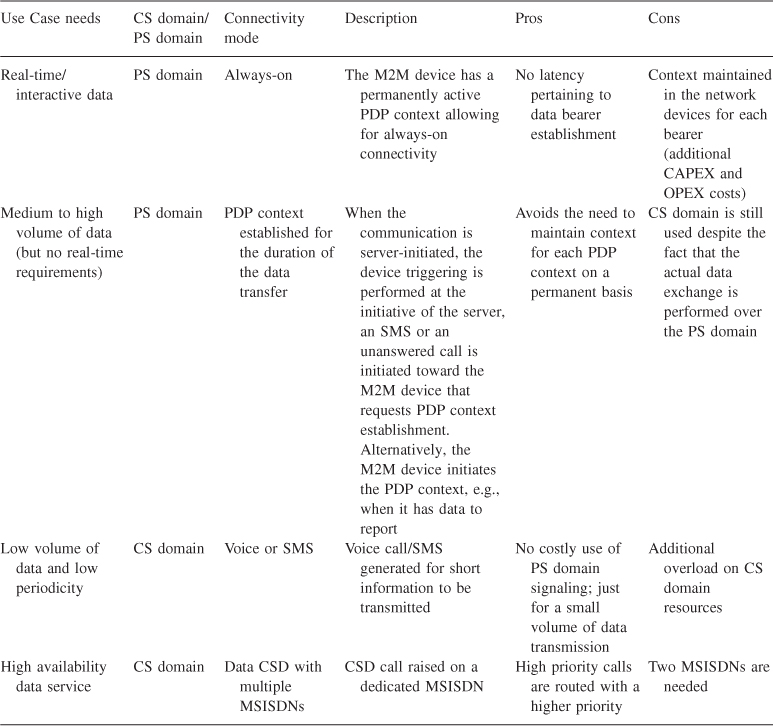 Use Case needs
CS domain/
PS domain
Connectivity
mode
Description
Pros
Cons
Real-time/
interactive data
PS domain
Always-on
The M2M device has a
permanently active
PDP context allowing
for always-on
connectivity
No latency
pertaining to
data bearer
establishment
Context maintained
in the network
devices for each
bearer
(additional
CAPEX and
OPEX costs)
Medium to high
volume of data
(but no real-time
requirements)
PS domain
PDP context
established for
the duration of
the data
transfer
When the
communication is
server-initiated, the
device triggering is
performed at the
initiative of the server,
an SMS or an
unanswered call is
initiated toward the
M2M device that
requests PDP context
establishment.
Alternatively, the
M2M device initiates
the PDP context, e.g.,
when it has data to
report
Avoids the need to
maintain context
for each PDP
context on a
permanent basis
CS domain is still
used despite the
fact that the
actual data
exchange is
performed over
the PS domain
Low volume of
data and low
periodicity
CS domain
Voice or SMS
Voice call/SMS
generated for short
information to be
transmitted
No costly use of
PS domain
signaling; just
for a small
volume of data
transmission
Additional
overload on CS
domain
resources
High availability
data service
CS domain
Data CSD with
multiple
MSISDNs
CSD call raised on a
dedicated MSISDN
High priority calls
are routed with a
higher priority
Two MSISDNs are
needed